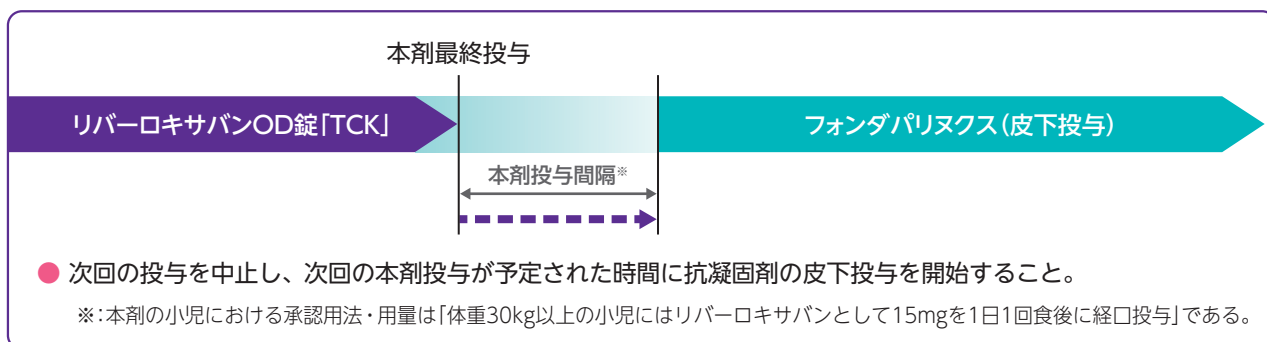 本剤最終投与
リバーロキサバンOD錠「TCK」
フォンダパリヌクス（皮下投与）
本剤投与間隔※
● 次回の投与を中止し、次回の本剤投与が予定された時間に抗凝固剤の皮下投与を開始すること。
※：本剤の小児における承認用法・用量は「体重30kg以上の小児にはリバーロキサバンとして15mgを1日1回食後に経口投与」である。